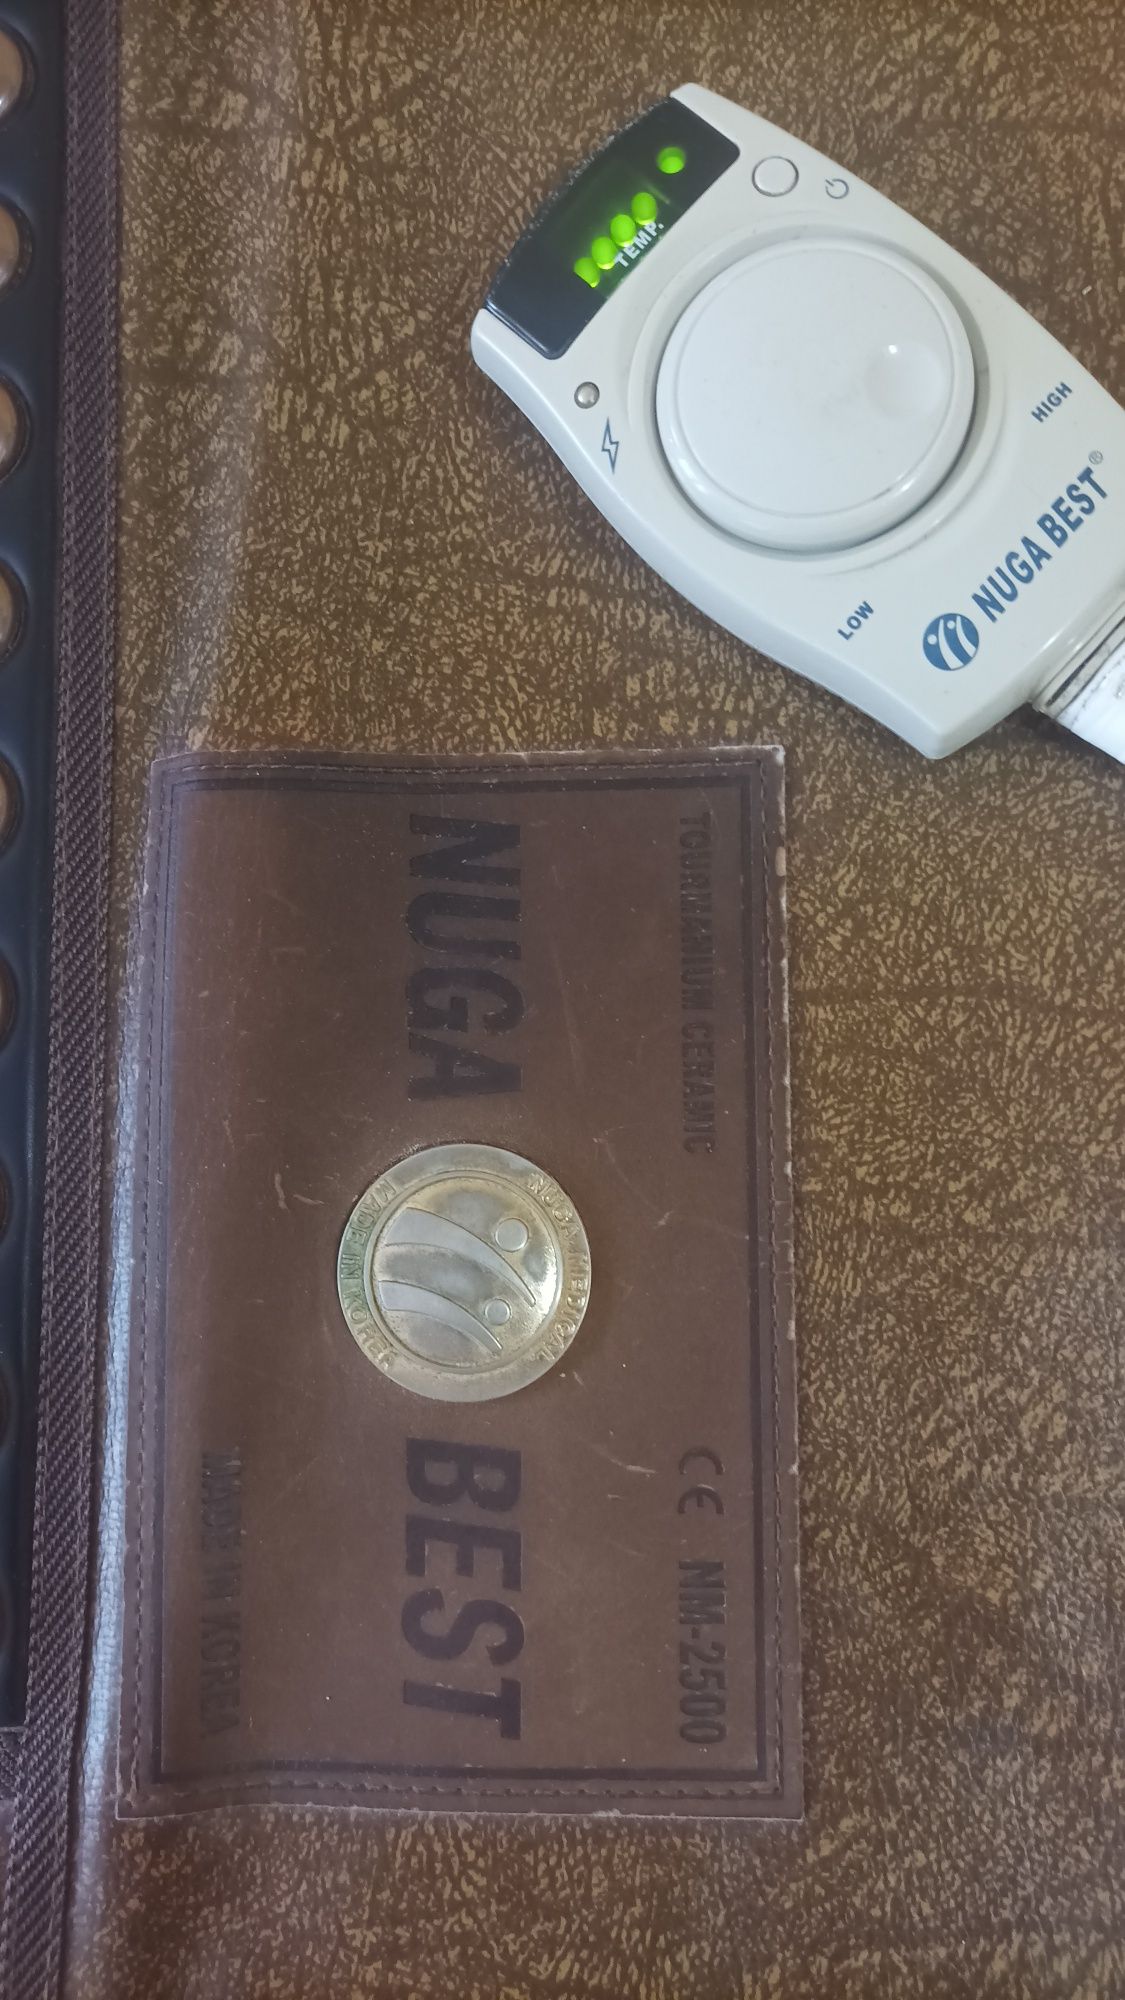 TEMP.
HIGH
LOW
NUGA BEST®
TOURMANIUM CERAMIC
CE NM-2500
NUGA BEST
NUGA MEDICAL
MADE IN KOREA
MADE IN KOREA